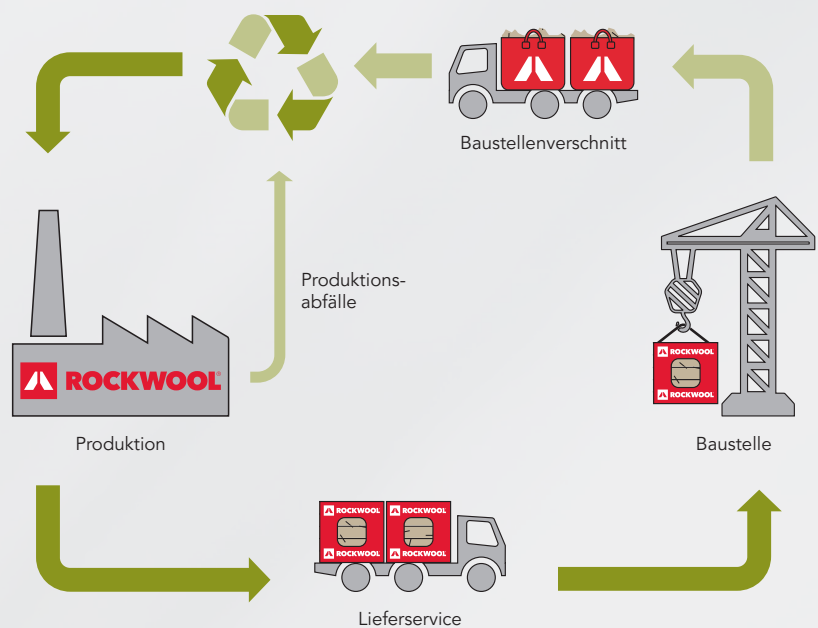 Baustellenverschnitt
Produktions-
abfälle
ROCKWOOL®
Produktion
ROCKWOOL
ROCKWOOL
Baustelle
ROCKWOOL
ROCKWOOL
ROCKWOOL
ROCKWOOL
Lieferservice